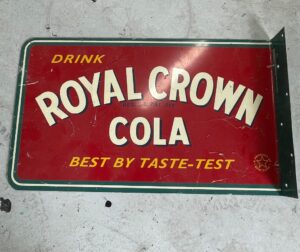 DRINK
ROYAL CROWN
COLA
BEST BY TASTE-TEST